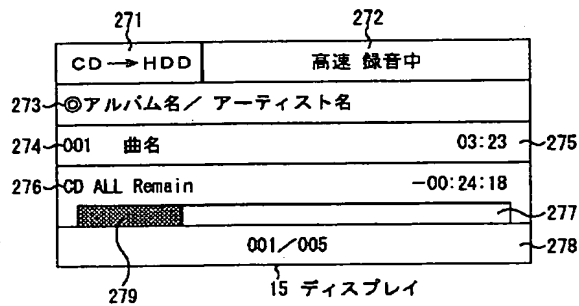 271 272
CD→HDD 高速 録音中
273 ◎アルバム名／ アーティスト名
274 001 曲名 03:23 275
276 CD ALL Remain -00:24:18
277
001／005 278
279 15 ディスプレイ